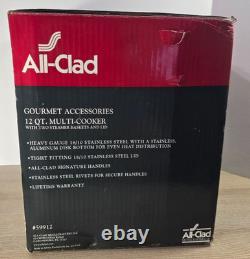 All-Clad
GOURMET ACCESSORIES
12 QT. MULTI-COOKER
WITH TWO STEAMER BASKETS AND LID
• HEAVY GAUGE 18/10 STAINLESS STEEL WITH A STAINLESS,
ALUMINUM DISK BOTTOM FOR EVEN HEAT DISTRIBUTION
• TIGHT FITTING 18/10 STAINLESS STEEL LID
• ALL-CLAD SIGNATURE HANDLES
• STAINLESS STEEL RIVETS FOR SECURE HANDLES
• LIFETIME WARRANTY
#59912
All-Clad